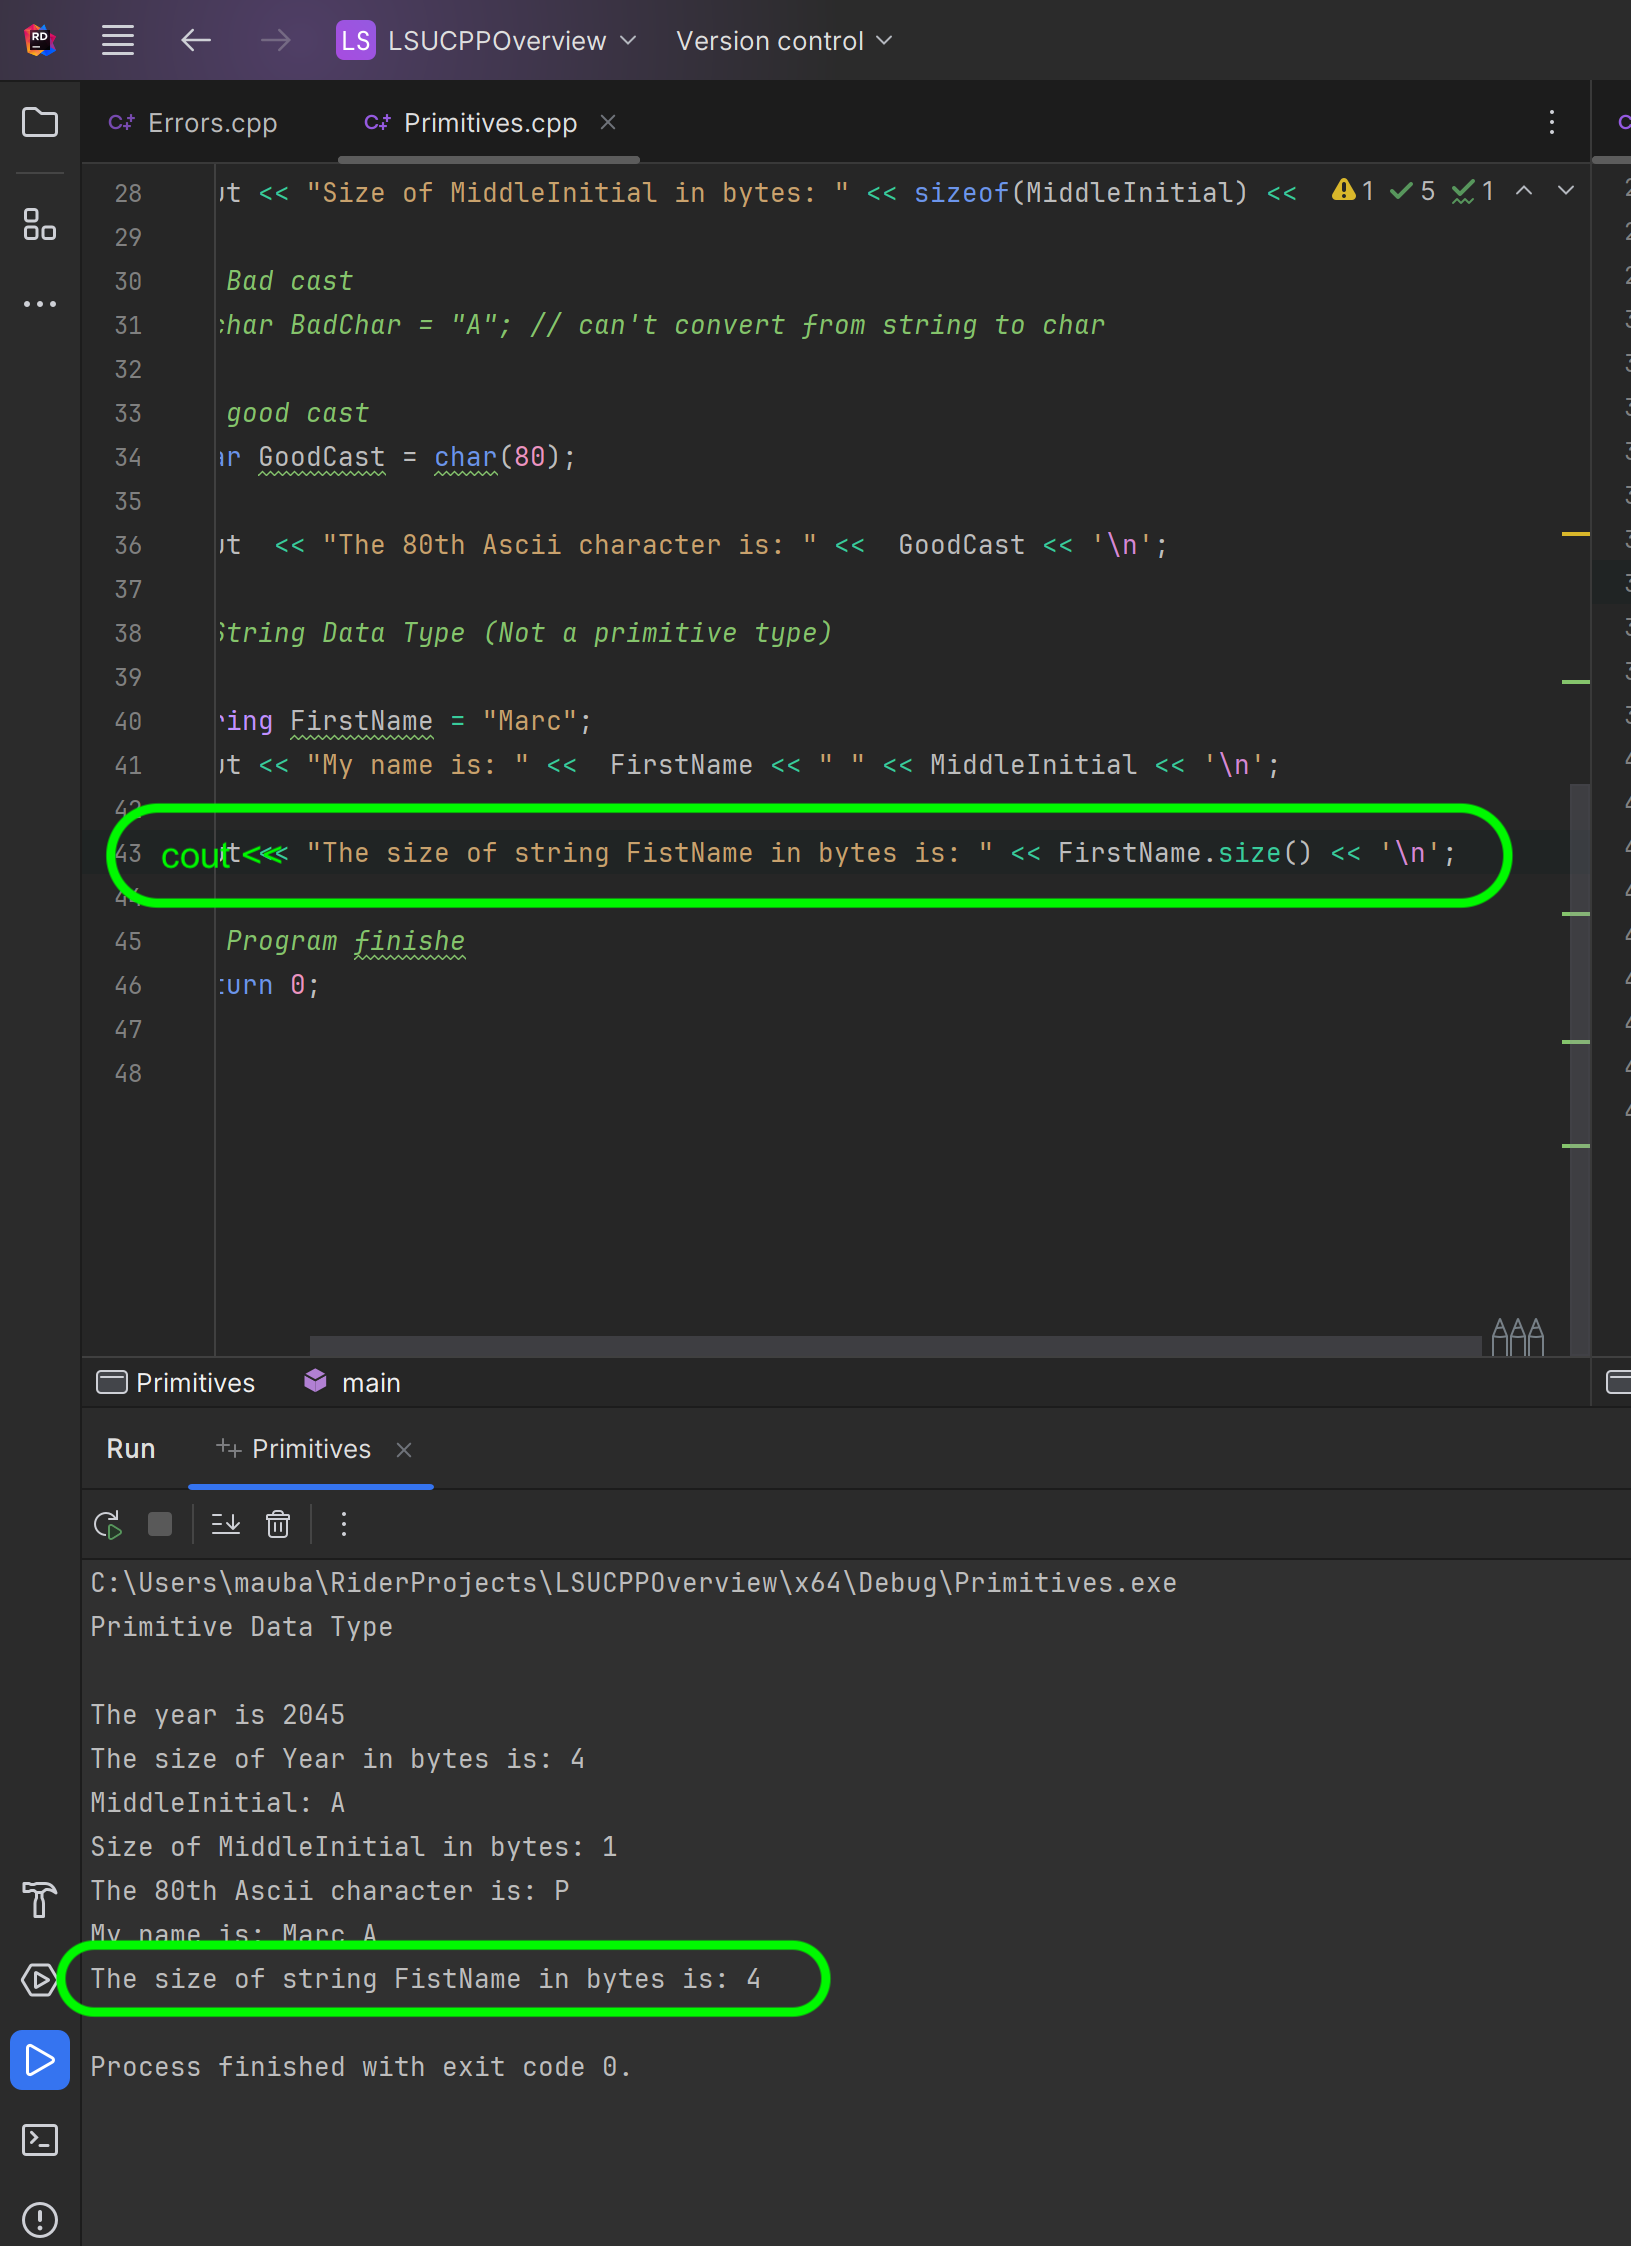 RD
LS LSUCPPOverview Version control
C++ Errors.cpp C++ Primitives.cpp
28 ut << "Size of MiddleInitial in bytes: " << sizeof(MiddleInitial) << 1 5 1
29
30 Bad cast
31 char BadChar = "A"; // can't convert from string to char
32
33 good cast
34 ar GoodCast = char(80);
35
36 ut << "The 80th Ascii character is: " << GoodCast << '\n';
37
38 String Data Type (Not a primitive type)
39
40 ring FirstName = "Marc";
41 ut << "My name is: " << FirstName << " " << MiddleInitial << '\n';
42
43 cout << "The size of string FistName in bytes is: " << FirstName.size() << '\n';
44
45 Program finishe
46 turn 0;
47
48
Primitives main
Run Primitives
C:\Users\mauba\RiderProjects\LSUCPPOverview\x64\Debug\Primitives.exe
Primitive Data Type
The year is 2045
The size of Year in bytes is: 4
MiddleInitial: A
Size of MiddleInitial in bytes: 1
The 80th Ascii character is: P
My name is: Marc A
The size of string FistName in bytes is: 4
Process finished with exit code 0.